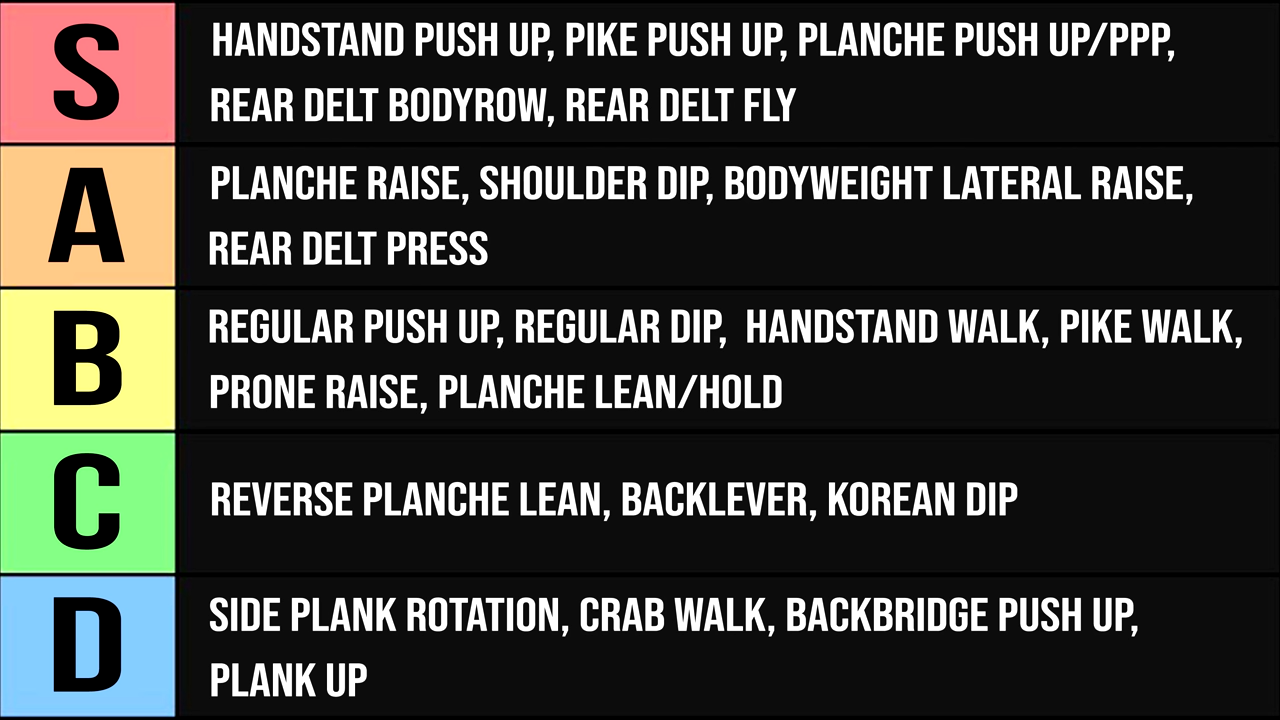 S
HANDSTAND PUSH UP, PIKE PUSH UP, PLANCHE PUSH UP/PPP,
REAR DELT BODYROW, REAR DELT FLY
A
PLANCHE RAISE, SHOULDER DIP, BODYWEIGHT LATERAL RAISE,
REAR DELT PRESS
B
REGULAR PUSH UP, REGULAR DIP, HANDSTAND WALK, PIKE WALK,
PRONE RAISE, PLANCHE LEAN/HOLD
C
REVERSE PLANCHE LEAN, BACKLEVER, KOREAN DIP
D
SIDE PLANK ROTATION, CRAB WALK, BACKBRIDGE PUSH UP,
PLANK UP